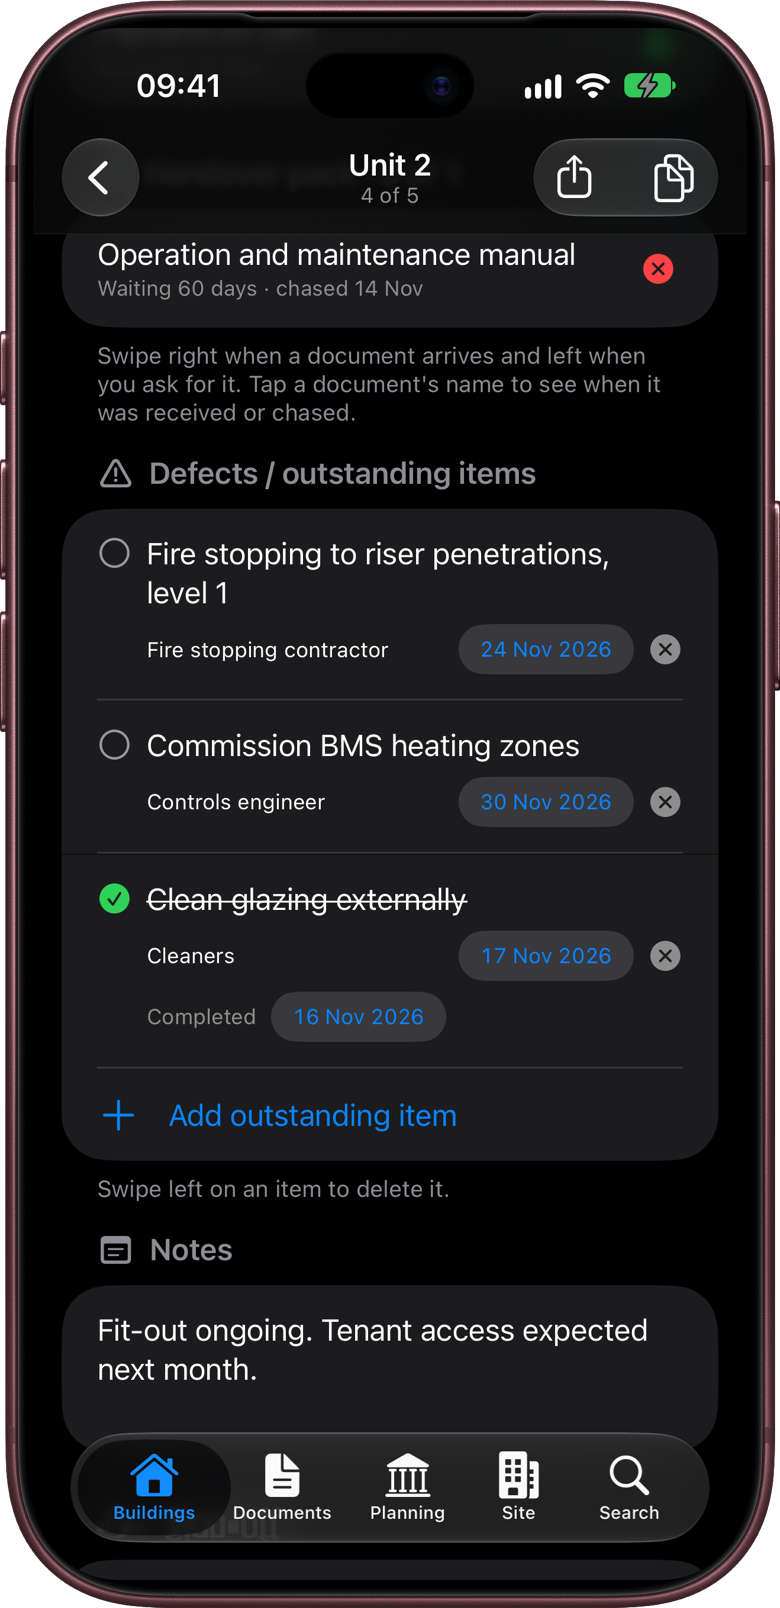 09:41
Unit 2
4 of 5
Operation and maintenance manual
Waiting 60 days · chased 14 Nov
Swipe right when a document arrives and left when
you ask for it. Tap a document's name to see when it
was received or chased.
Defects / outstanding items
Fire stopping to riser penetrations,
level 1
Fire stopping contractor
24 Nov 2026
Commission BMS heating zones
Controls engineer
30 Nov 2026
Clean glazing externally
Cleaners
17 Nov 2026
Completed
16 Nov 2026
Add outstanding item
Swipe left on an item to delete it.
Notes
Fit-out ongoing. Tenant access expected
next month.
Buildings
Documents
Planning
Site
Search